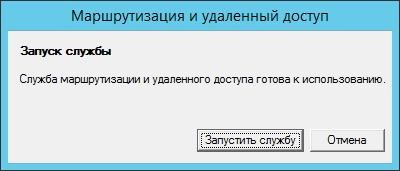 Маршрутизация и удаленный доступ
Запуск службы
Служба маршрутизации и удаленного доступа готова к использованию.
Запустить службу
Отмена